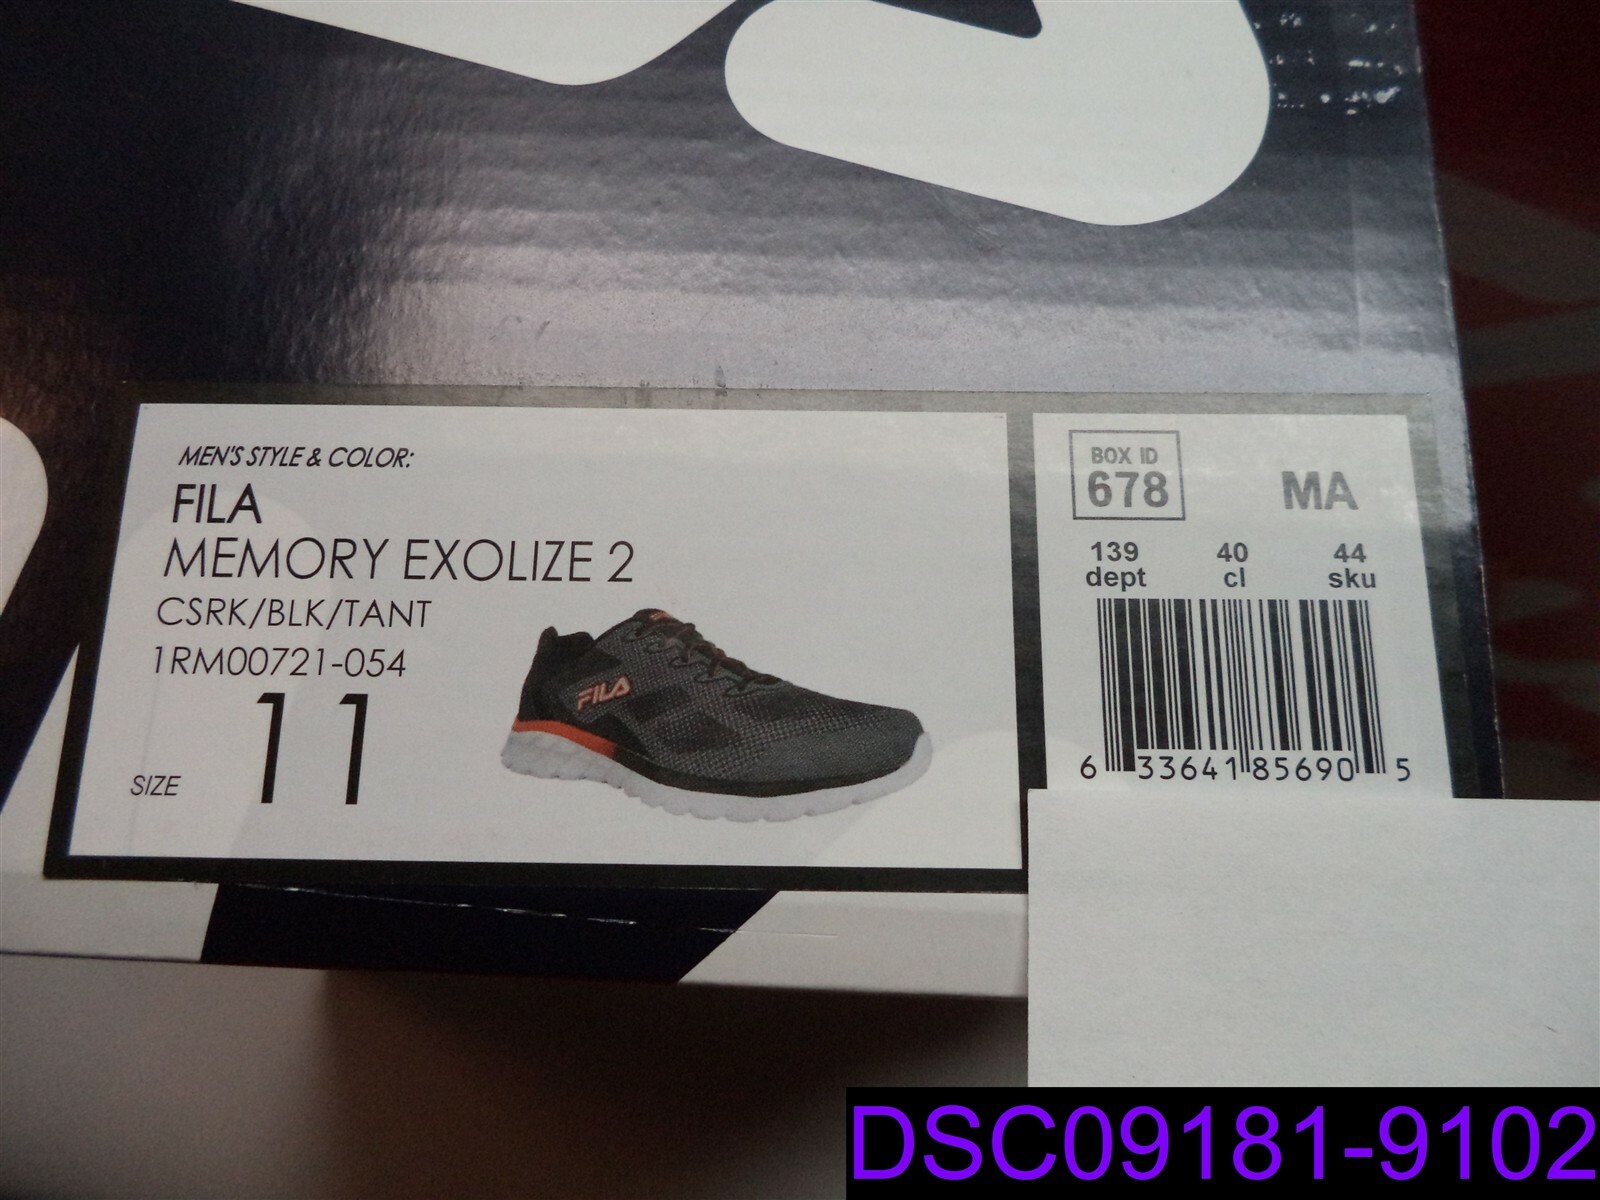 MEN'S STYLE & COLOR:
FILA
MEMORY EXOLIZE 2
CSRK/BLK/TANT
1RM00721-054
SIZE 11
FILA
BOX ID
678
MA
139 40 44
dept cl sku
6 33641 85690 5
DSC09181-9102